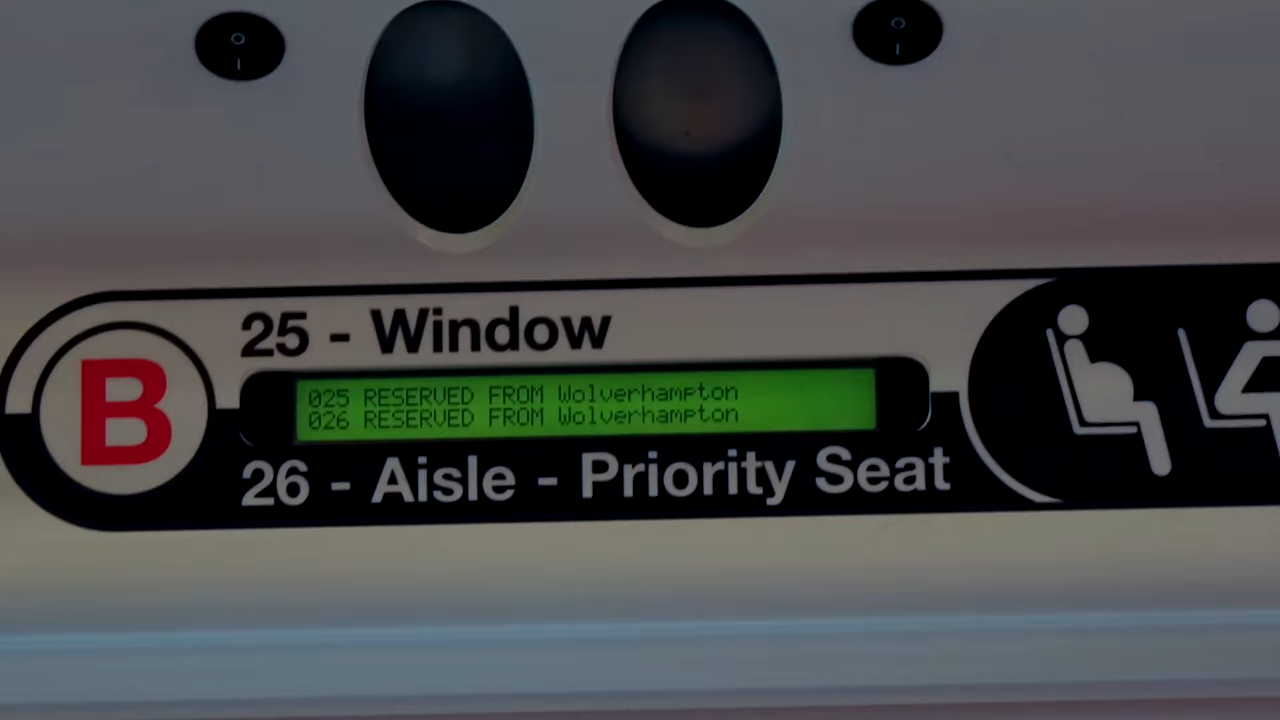 25 - Window
B
025 RESERVED FROM Wolverhampton
026 RESERVED FROM Wolverhampton
26 - Aisle - Priority Seat